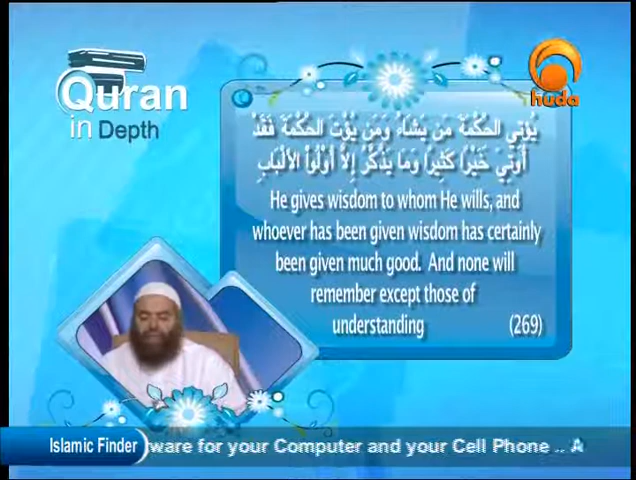 Quran
in Depth
huda
يُؤْتِي الْحِكْمَةَ مَن يَشَاءُ وَمَن يُؤْتَ الْحِكْمَةَ فَقَدْ
أُوتِيَ خَيْرًا كَثِيرًا وَمَا يَذَّكَّرُ إِلَّا أُوْلُوا الْأَلْبَابِ
He gives wisdom to whom He wills, and
whoever has been given wisdom has certainly
been given much good. And none will
remember except those of
understanding (269)
Islamic Finder ware for your Computer and your Cell Phone .. A